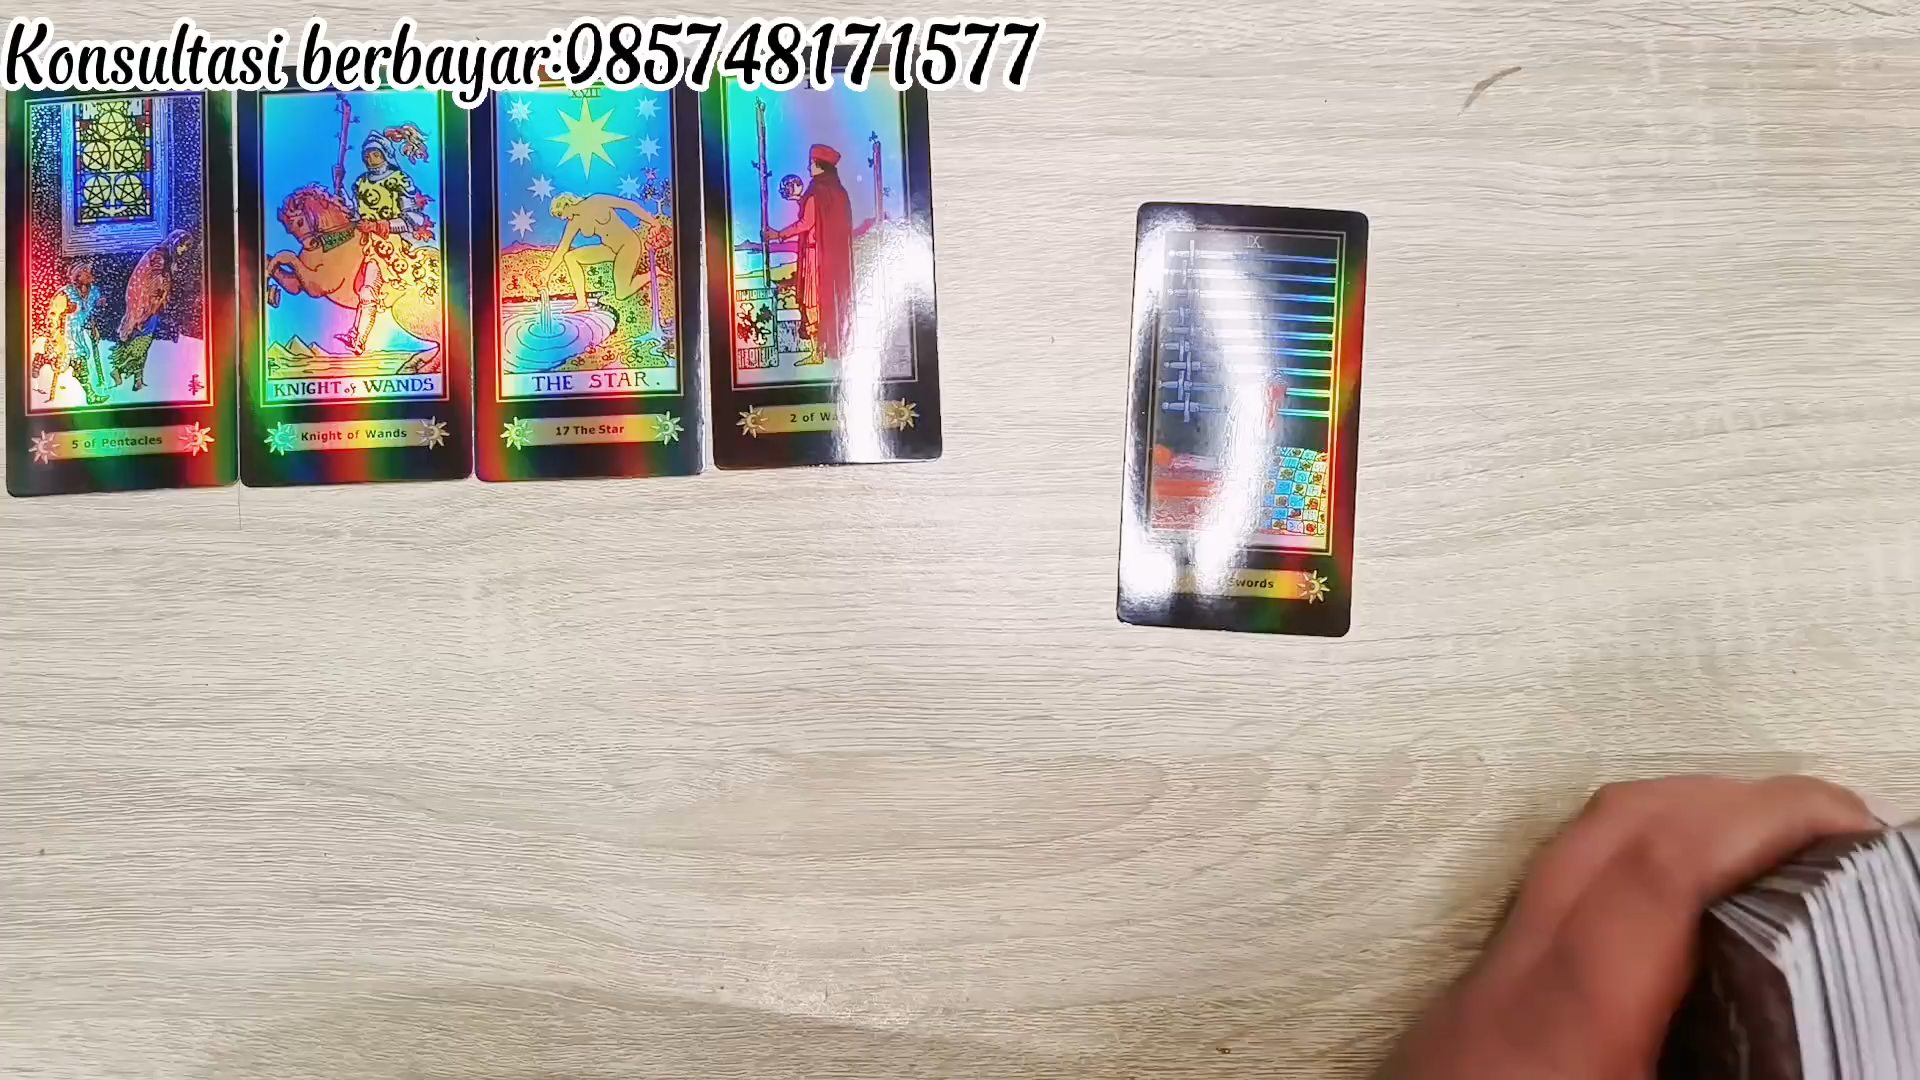 Konsultasi berbayar:085748171577
XVII
IX
KNIGHT of WANDS
THE STAR.
5 of Pentacles
Knight of Wands
17 The Star
2 of
Swords